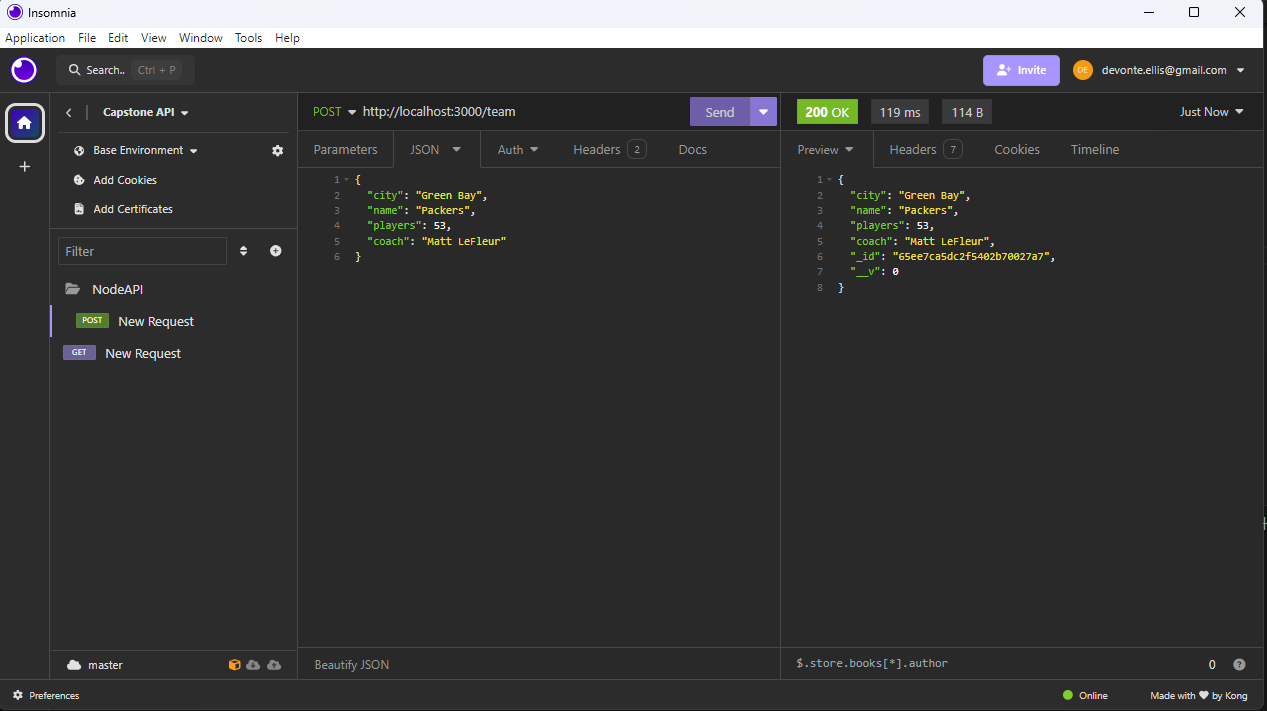 Insomnia
Application File Edit View Window Tools Help
Search.. Ctrl + P
Invite
DE
devonte.ellis@gmail.com
Capstone API
Base Environment
Add Cookies
Add Certificates
Filter
NodeAPI
POST New Request
GET New Request
master
POST http://localhost:3000/team
Send
Parameters JSON Auth Headers 2 Docs
1 {
2 "city": "Green Bay",
3 "name": "Packers",
4 "players": 53,
5 "coach": "Matt LeFleur"
6 }
Beautify JSON
200 OK 119 ms 114 B Just Now
Preview Headers 7 Cookies Timeline
1 {
2 "city": "Green Bay",
3 "name": "Packers",
4 "players": 53,
5 "coach": "Matt LeFleur",
6 "_id": "65ee7ca5dc2f5402b70027a7",
7 "__v": 0
8 }
$.store.books[*].author 0 ?
Preferences
Online
Made with ♥ by Kong